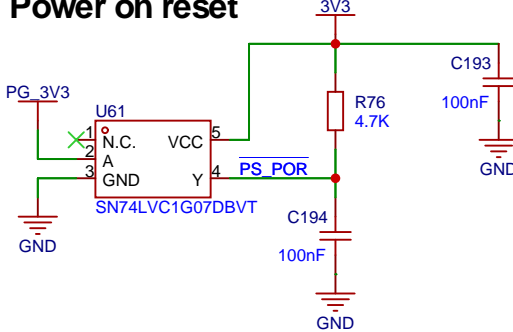 Power on reset
3V3
C193
100nF
GND
PG_3V3
U61
R76
4.7K
1
N.C.
VCC
5
2
A
3
GND
Y
4
PS_POR
SN74LVC1G07DBVT
GND
C194
100nF
GND